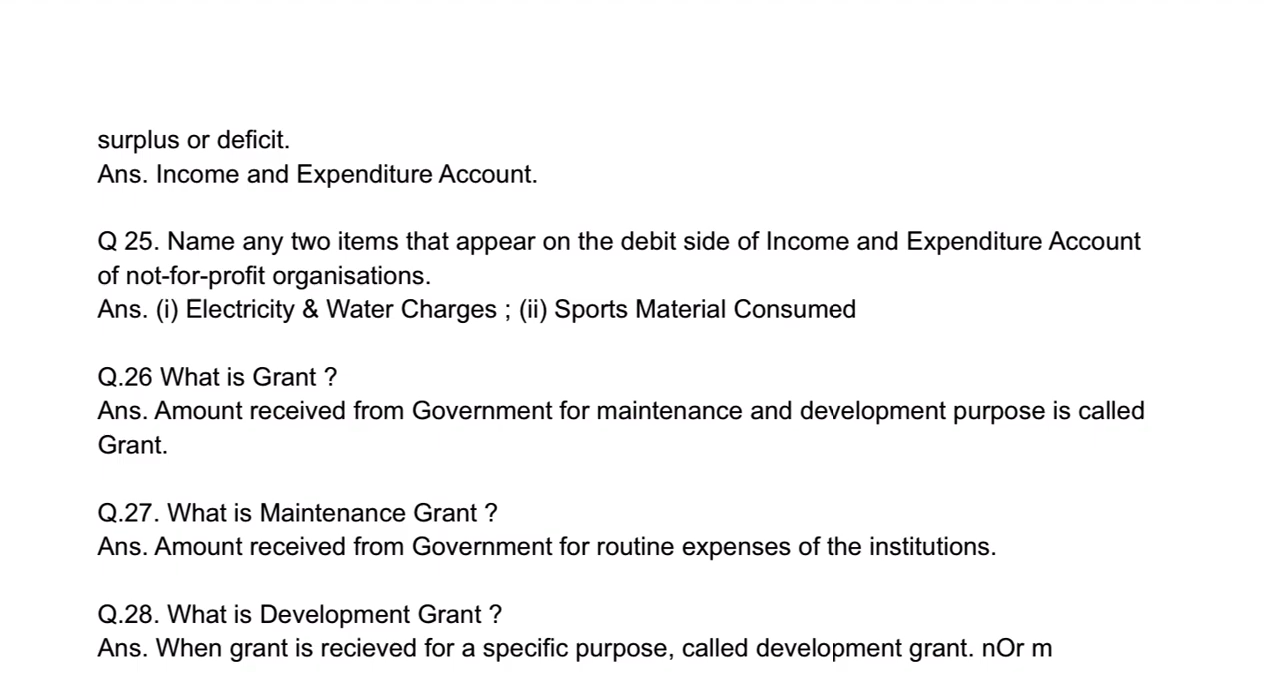 surplus or deficit.
Ans. Income and Expenditure Account.
Q 25. Name any two items that appear on the debit side of Income and Expenditure Account
of not-for-profit organisations.
Ans. (i) Electricity & Water Charges ; (ii) Sports Material Consumed
Q.26 What is Grant ?
Ans. Amount received from Government for maintenance and development purpose is called
Grant.
Q.27. What is Maintenance Grant ?
Ans. Amount received from Government for routine expenses of the institutions.
Q.28. What is Development Grant ?
Ans. When grant is recieved for a specific purpose, called development grant. nOr m